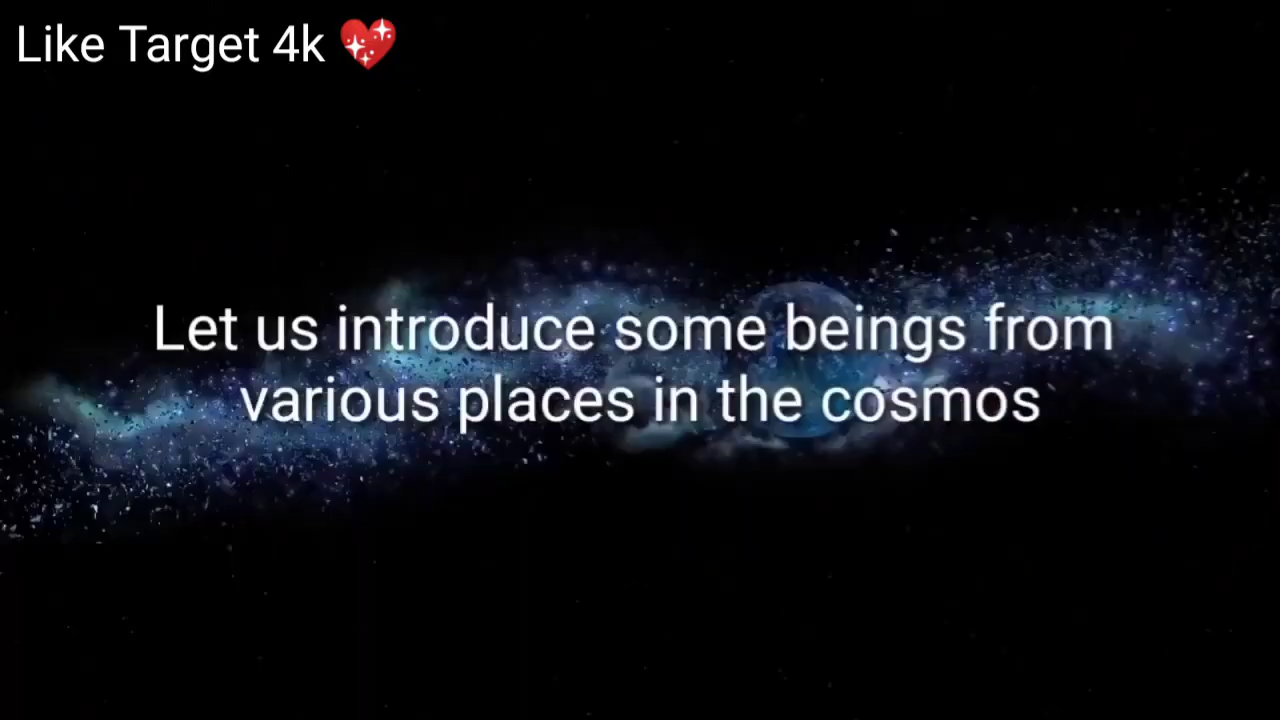 Like Target 4k 💖
Let us introduce some beings from
various places in the cosmos